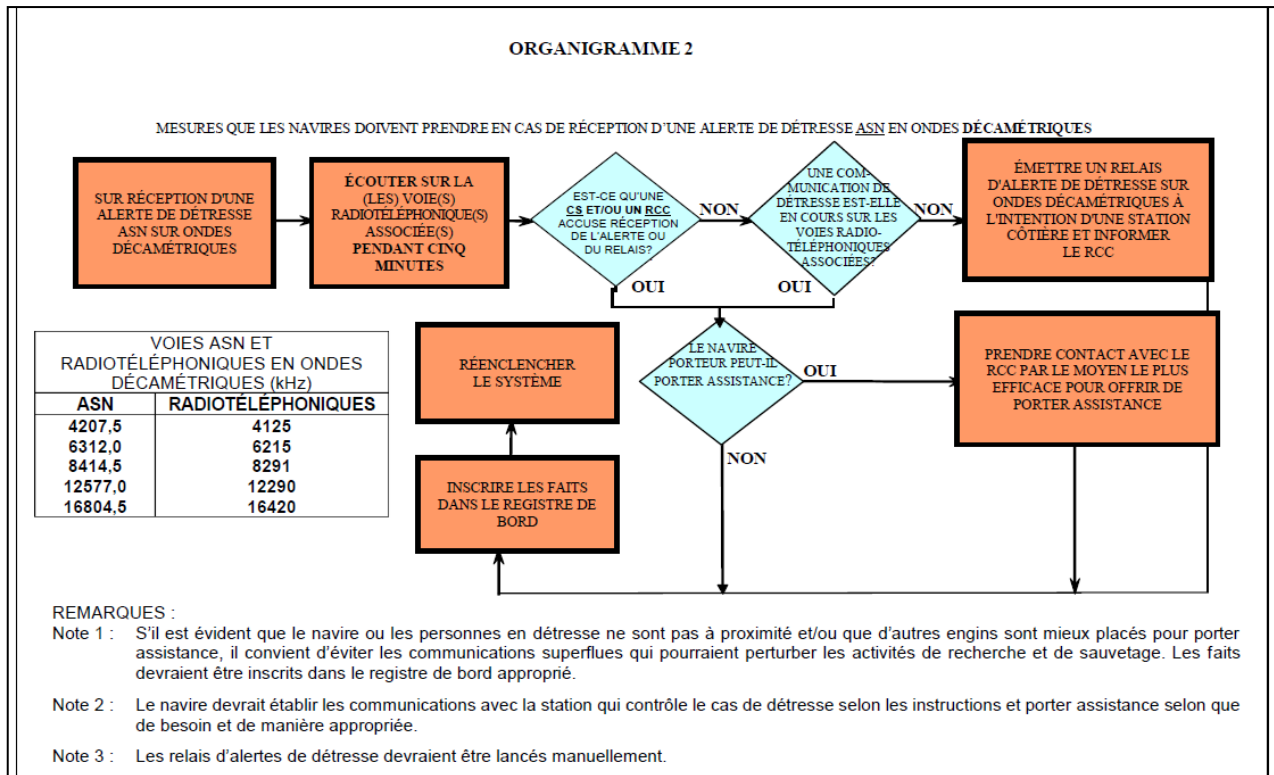 ORGANIGRAMME 2
MESURES QUE LES NAVIRES DOIVENT PRENDRE EN CAS DE RÉCEPTION D'UNE ALERTE DE DÉTRESSE ASN EN ONDES DÉCAMÉTRIQUES
SUR RÉCEPTION D'UNE
ALERTE DE DÉTRESSE
ASN SUR ONDES
DÉCAMÉTRIQUES
ÉCOUTER SUR LA
(LES) VOIE(S)
RADIOTÉLÉPHONIQUE(S)
ASSOCIÉE(S)
PENDANT CINQ
MINUTES
EST-CE QU'UNE
CS ET/OU UN RCC
ACCUSE RÉCEPTION
DE L'ALERTE OU
DU RELAIS?
NON
OUI
UNE COM-
MUNICATION DE
DÉTRESSE EST-ELLE
EN COURS SUR LES
VOIES RADIO-
TÉLÉPHONIQUES
ASSOCIÉES?
NON
OUI
ÉMETTRE UN RELAIS
D'ALERTE DE DÉTRESSE SUR
ONDES DÉCAMÉTRIQUES À
L'INTENTION D'UNE STATION
CÔTIÈRE ET INFORMER
LE RCC
LE NAVIRE
PORTEUR PEUT-IL
PORTER ASSISTANCE?
OUI
NON
PRENDRE CONTACT AVEC LE
RCC PAR LE MOYEN LE PLUS
EFFICACE POUR OFFRIR DE
PORTER ASSISTANCE
RÉENCLENCHER
LE SYSTÈME
INSCRIRE LES FAITS
DANS LE REGISTRE DE
BORD
VOIES ASN ET
RADIOTÉLÉPHONIQUES EN ONDES
DÉCAMÉTRIQUES (kHz)
ASN RADIOTÉLÉPHONIQUES
4207,5 4125
6312,0 6215
8414,5 8291
12577,0 12290
16804,5 16420
REMARQUES :
Note 1 : S'il est évident que le navire ou les personnes en détresse ne sont pas à proximité et/ou que d'autres engins sont mieux placés pour porter
assistance, il convient d'éviter les communications superflues qui pourraient perturber les activités de recherche et de sauvetage. Les faits
devraient être inscrits dans le registre de bord approprié.
Note 2 : Le navire devrait établir les communications avec la station qui contrôle le cas de détresse selon les instructions et porter assistance selon que
de besoin et de manière appropriée.
Note 3 : Les relais d'alertes de détresse devraient être lancés manuellement.